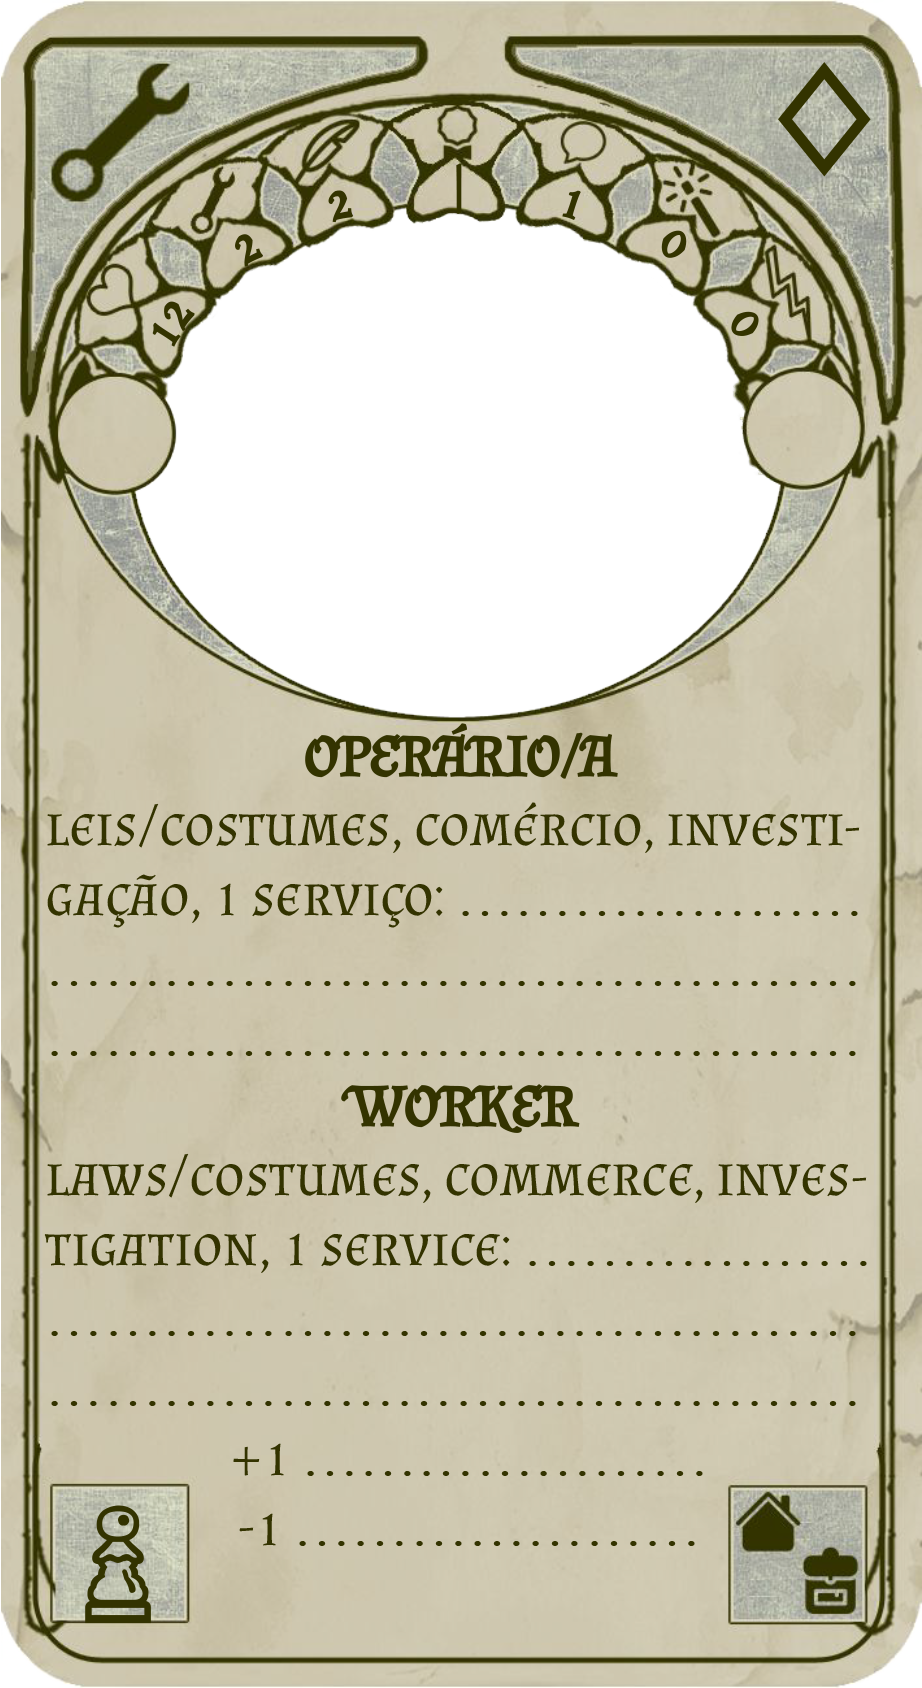 12 2 2 1 0 0
OPERÁRIO/A
LEIS/COSTUMES, COMÉRCIO, INVESTI-
GAÇÃO, 1 SERVIÇO: .....................
...........................................
...........................................
WORKER
LAWS/COSTUMES, COMMERCE, INVES-
TIGATION, 1 SERVICE: ..................
...........................................
...........................................
+1 .....................
-1 .....................